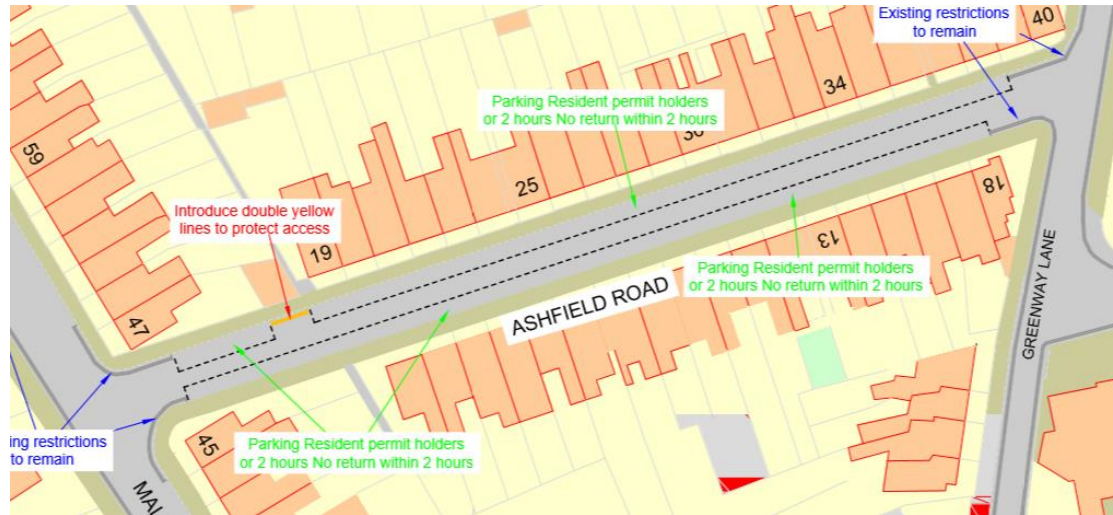 Existing restrictions
to remain
40
34
Parking Resident permit holders
or 2 hours No return within 2 hours
30
25
59
Introduce double yellow
lines to protect access
19
18
13
Parking Resident permit holders
or 2 hours No return within 2 hours
ASHFIELD ROAD
GREENWAY LANE
47
45
Parking Resident permit holders
or 2 hours No return within 2 hours
ing restrictions
to remain
MAI